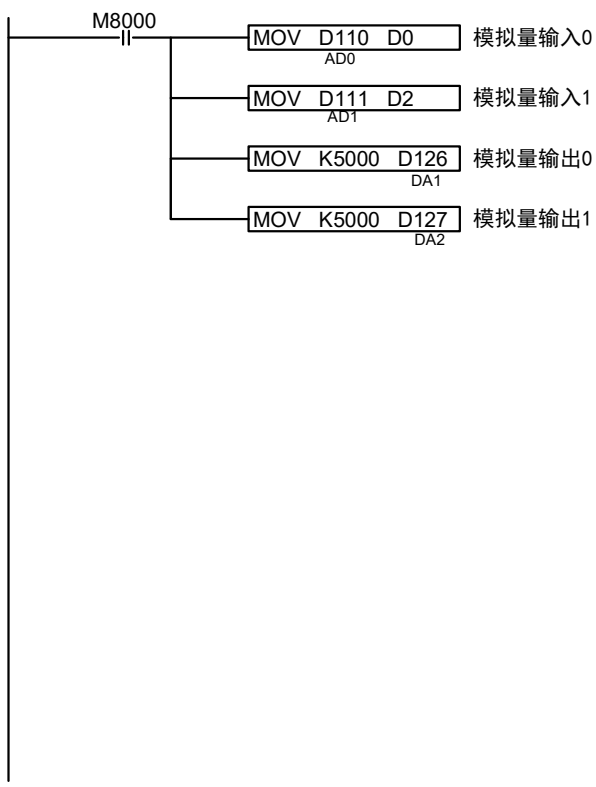 M8000
MOV D110 D0 模拟量输入0
AD0
MOV D111 D2 模拟量输入1
AD1
MOV K5000 D126 模拟量输出0
DA1
MOV K5000 D127 模拟量输出1
DA2